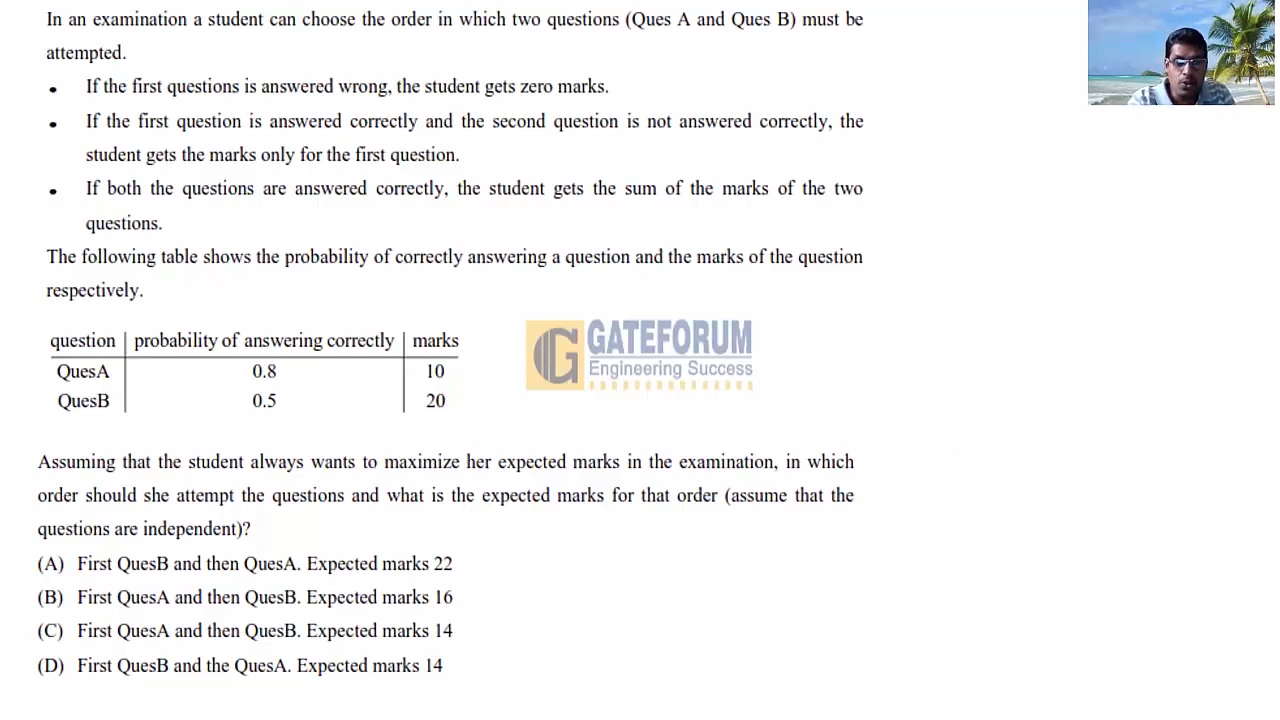 In an examination a student can choose the order in which two questions (Ques A and Ques B) must be
attempted.
• If the first questions is answered wrong, the student gets zero marks.
• If the first question is answered correctly and the second question is not answered correctly, the
student gets the marks only for the first question.
• If both the questions are answered correctly, the student gets the sum of the marks of the two
questions.
The following table shows the probability of correctly answering a question and the marks of the question
respectively.
question probability of answering correctly marks
QuesA 0.8 10
QuesB 0.5 20
G GATEFORUM
Engineering Success
Assuming that the student always wants to maximize her expected marks in the examination, in which
order should she attempt the questions and what is the expected marks for that order (assume that the
questions are independent)?
(A) First QuesB and then QuesA. Expected marks 22
(B) First QuesA and then QuesB. Expected marks 16
(C) First QuesA and then QuesB. Expected marks 14
(D) First QuesB and the QuesA. Expected marks 14